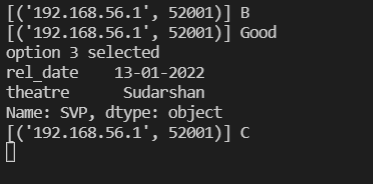 [('192.168.56.1', 52001)] B
[('192.168.56.1', 52001)] Good
option 3 selected
rel_date    13-01-2022
theatre      Sudarshan
Name: SVP, dtype: object
[('192.168.56.1', 52001)] C